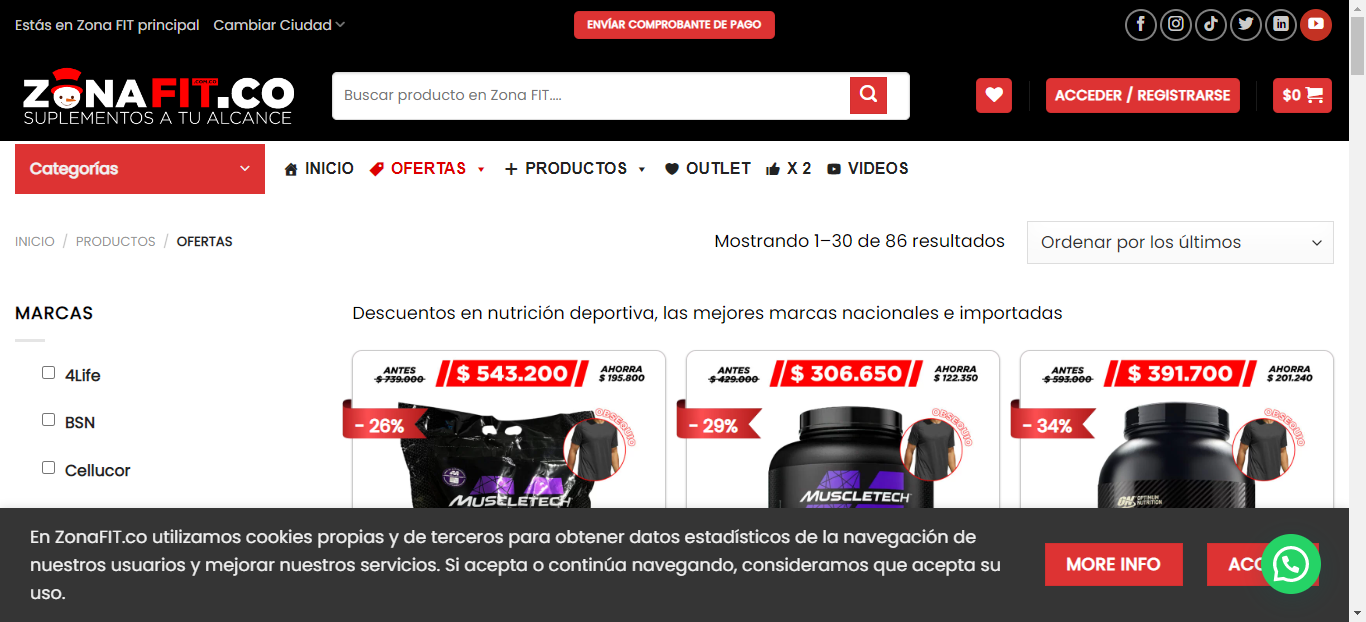 Estás en Zona FIT principal Cambiar Ciudad
ENVÍAR COMPROBANTE DE PAGO
ZONAFIT.CO
.COM.CO
SUPLEMENTOS A TU ALCANCE
Buscar producto en Zona FIT....
ACCEDER / REGISTRARSE
$0
Categorías
INICIO OFERTAS PRODUCTOS OUTLET X 2 VIDEOS
INICIO / PRODUCTOS / OFERTAS
Mostrando 1–30 de 86 resultados
Ordenar por los últimos
MARCAS
4Life
BSN
Cellucor
Descuentos en nutrición deportiva, las mejores marcas nacionales e importadas
ANTES $ 739.000 $ 543.200 AHORRA $ 195.800
- 26%
OBSEQUIO
MUSCLETECH
ANTES $ 429.000 $ 306.650 AHORRA $ 122.350
- 29%
OBSEQUIO
MUSCLETECH
ANTES $ 593.000 $ 391.700 AHORRA $ 201.240
- 34%
OBSEQUIO
ON OPTIMUM NUTRITION
En ZonaFIT.co utilizamos cookies propias y de terceros para obtener datos estadísticos de la navegación de
nuestros usuarios y mejorar nuestros servicios. Si acepta o continúa navegando, consideramos que acepta su
uso.
MORE INFO